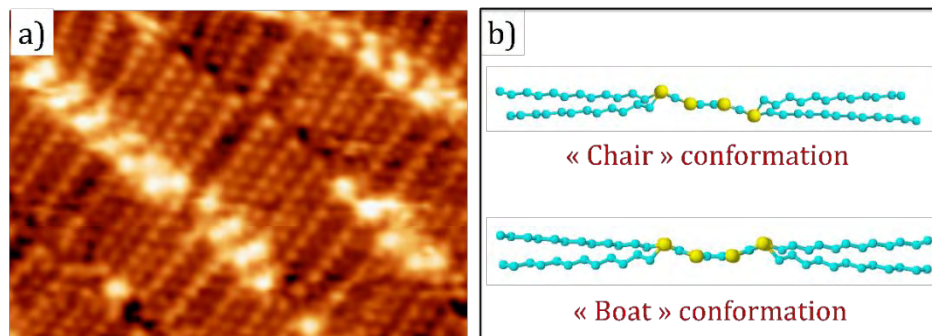 a)
b)
« Chair » conformation
« Boat » conformation